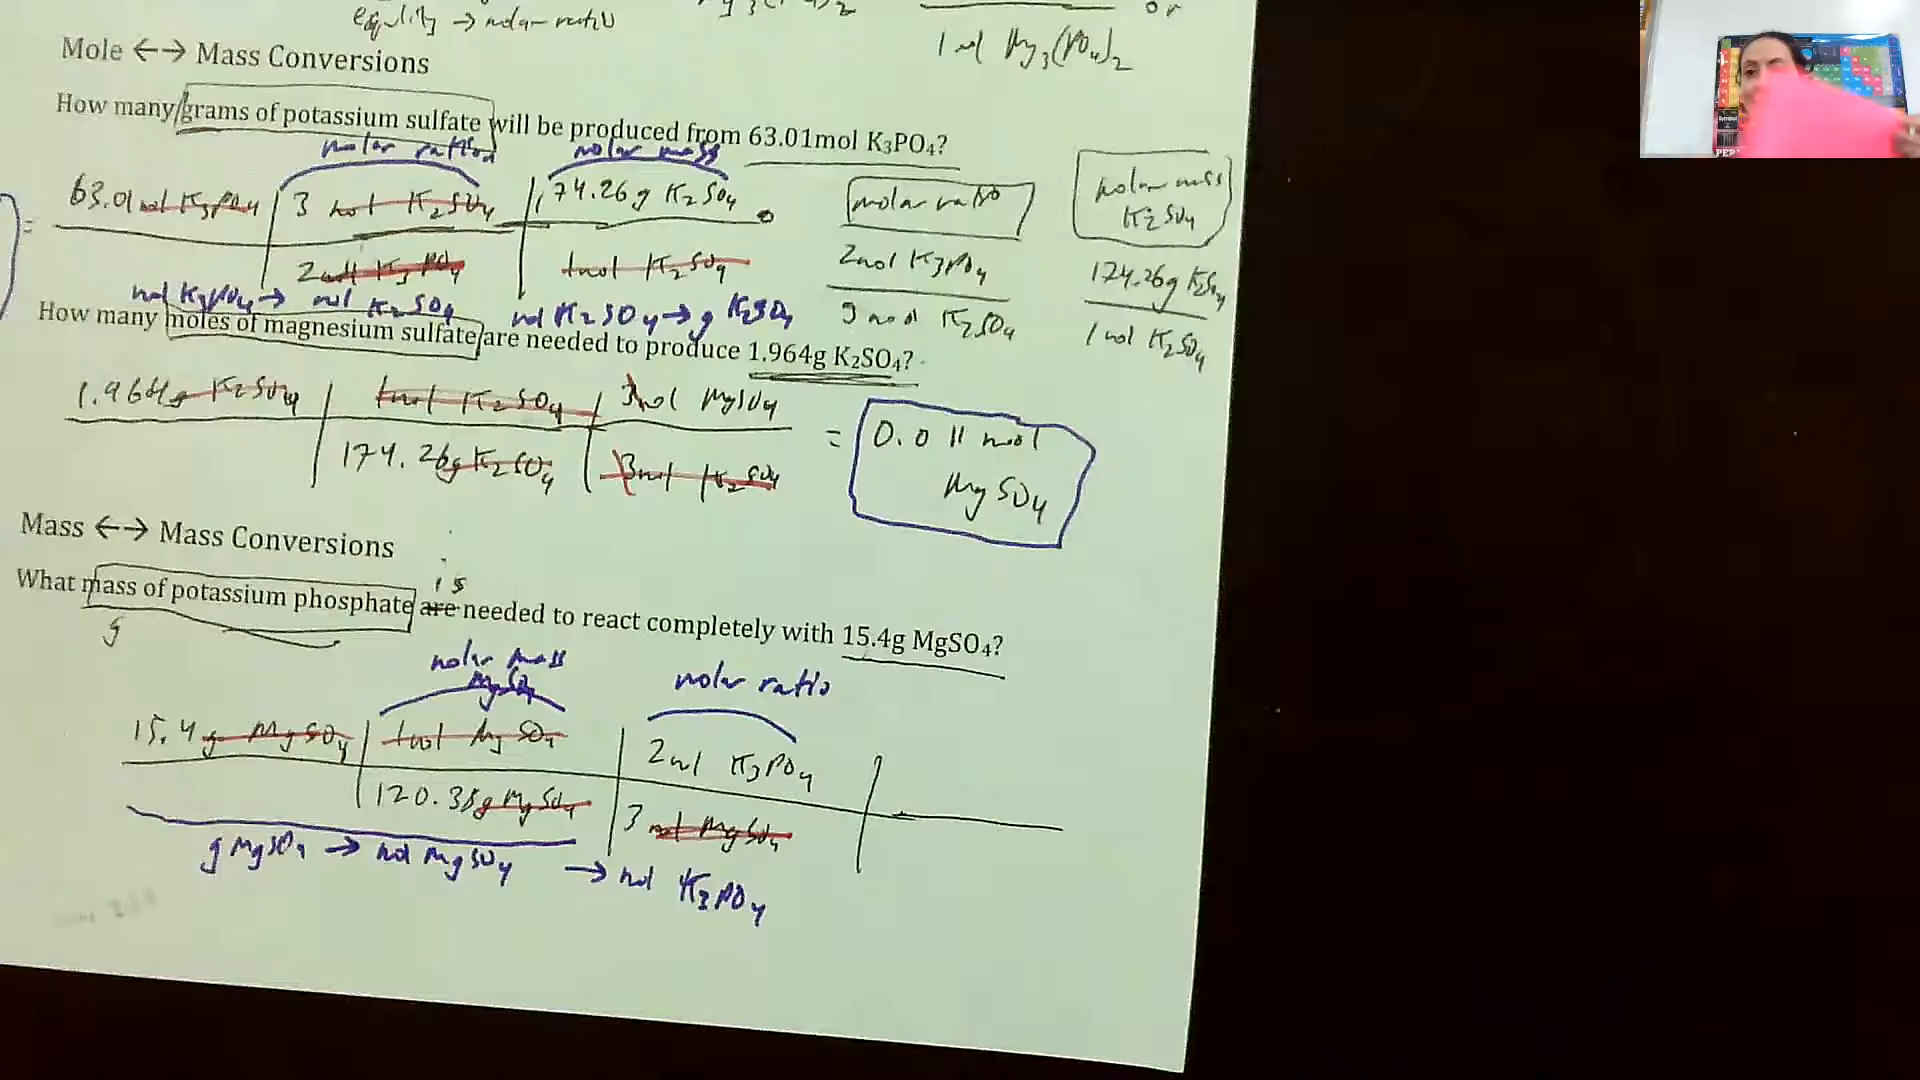 equality → molar ratio
or
1 mol Mg3(PO4)2
Mole ←→ Mass Conversions
How many grams of potassium sulfate will be produced from 63.01mol K₃PO₄?
molar ratio
molar mass
63.01 mol K3PO4 | 3 mol K2SO4 | 174.26 g K2SO4
2 mol K3PO4 | 1 mol K2SO4
mol K3PO4 → mol K2SO4
mol K2SO4 → g K2SO4
molar ratio
2 mol K3PO4
3 mol K2SO4
molar mass
K2SO4
174.26g K2SO4
1 mol K2SO4
How many moles of magnesium sulfate are needed to produce 1.964g K₂SO₄?
1.964g K2SO4 | 1 mol K2SO4 | 3 mol MgSO4
174.26g K2SO4 | 3 mol K2SO4
= 0.011 mol
MgSO4
Mass ←→ Mass Conversions
is
What mass of potassium phosphate are needed to react completely with 15.4g MgSO₄?
g
molar mass
MgSO4
molar ratio
15.4 g MgSO4 | 1 mol MgSO4 | 2 mol K3PO4
120.38g MgSO4 | 3 mol MgSO4
g MgSO4 → mol MgSO4 → mol K3PO4